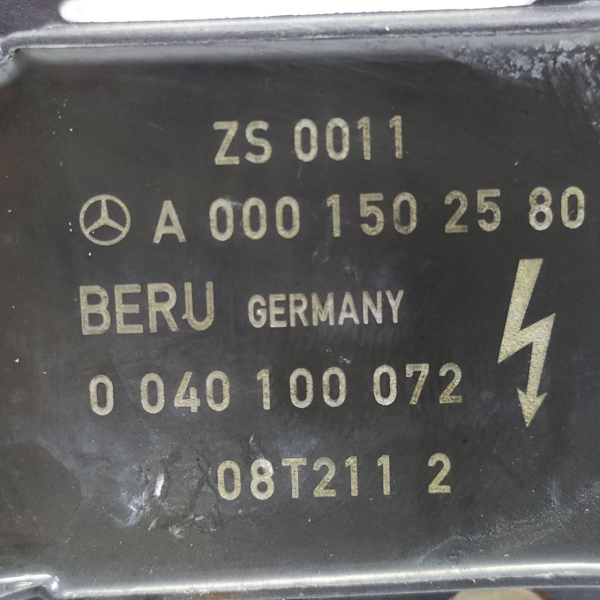 ZS 0011
A 000 150 25 80
BERU GERMANY
0 040 100 072
08T211 2